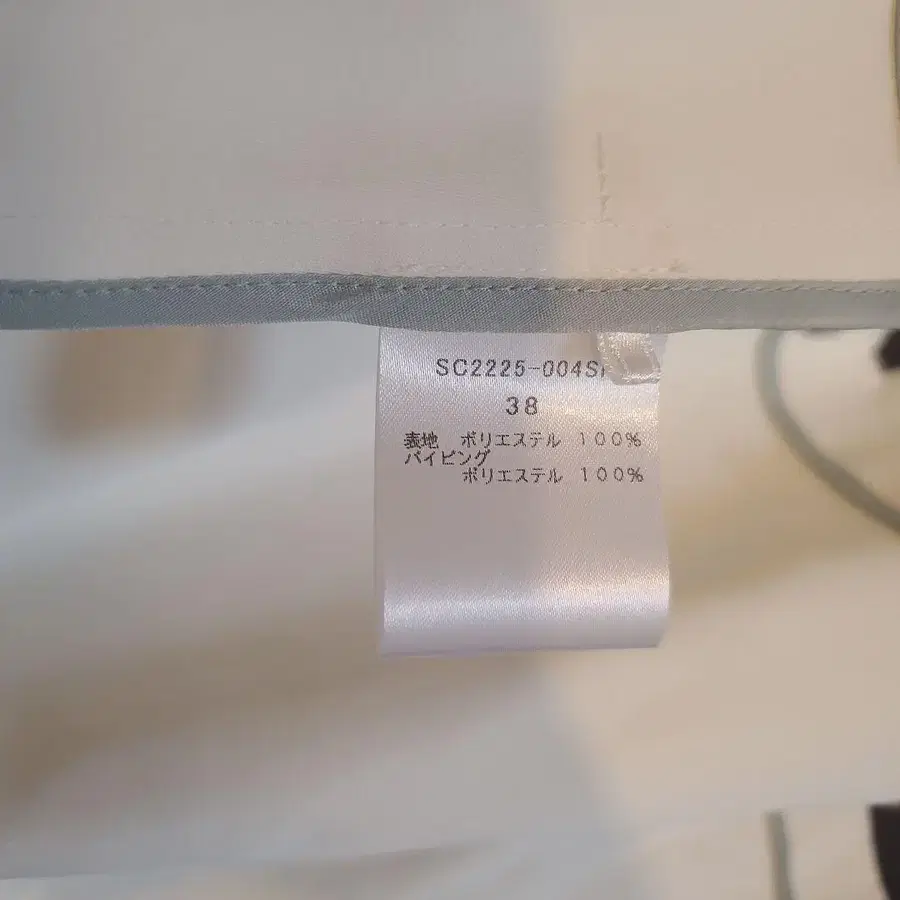 SC2225-004S
38
表地 ポリエステル 100%
パイピング
ポリエステル 100%